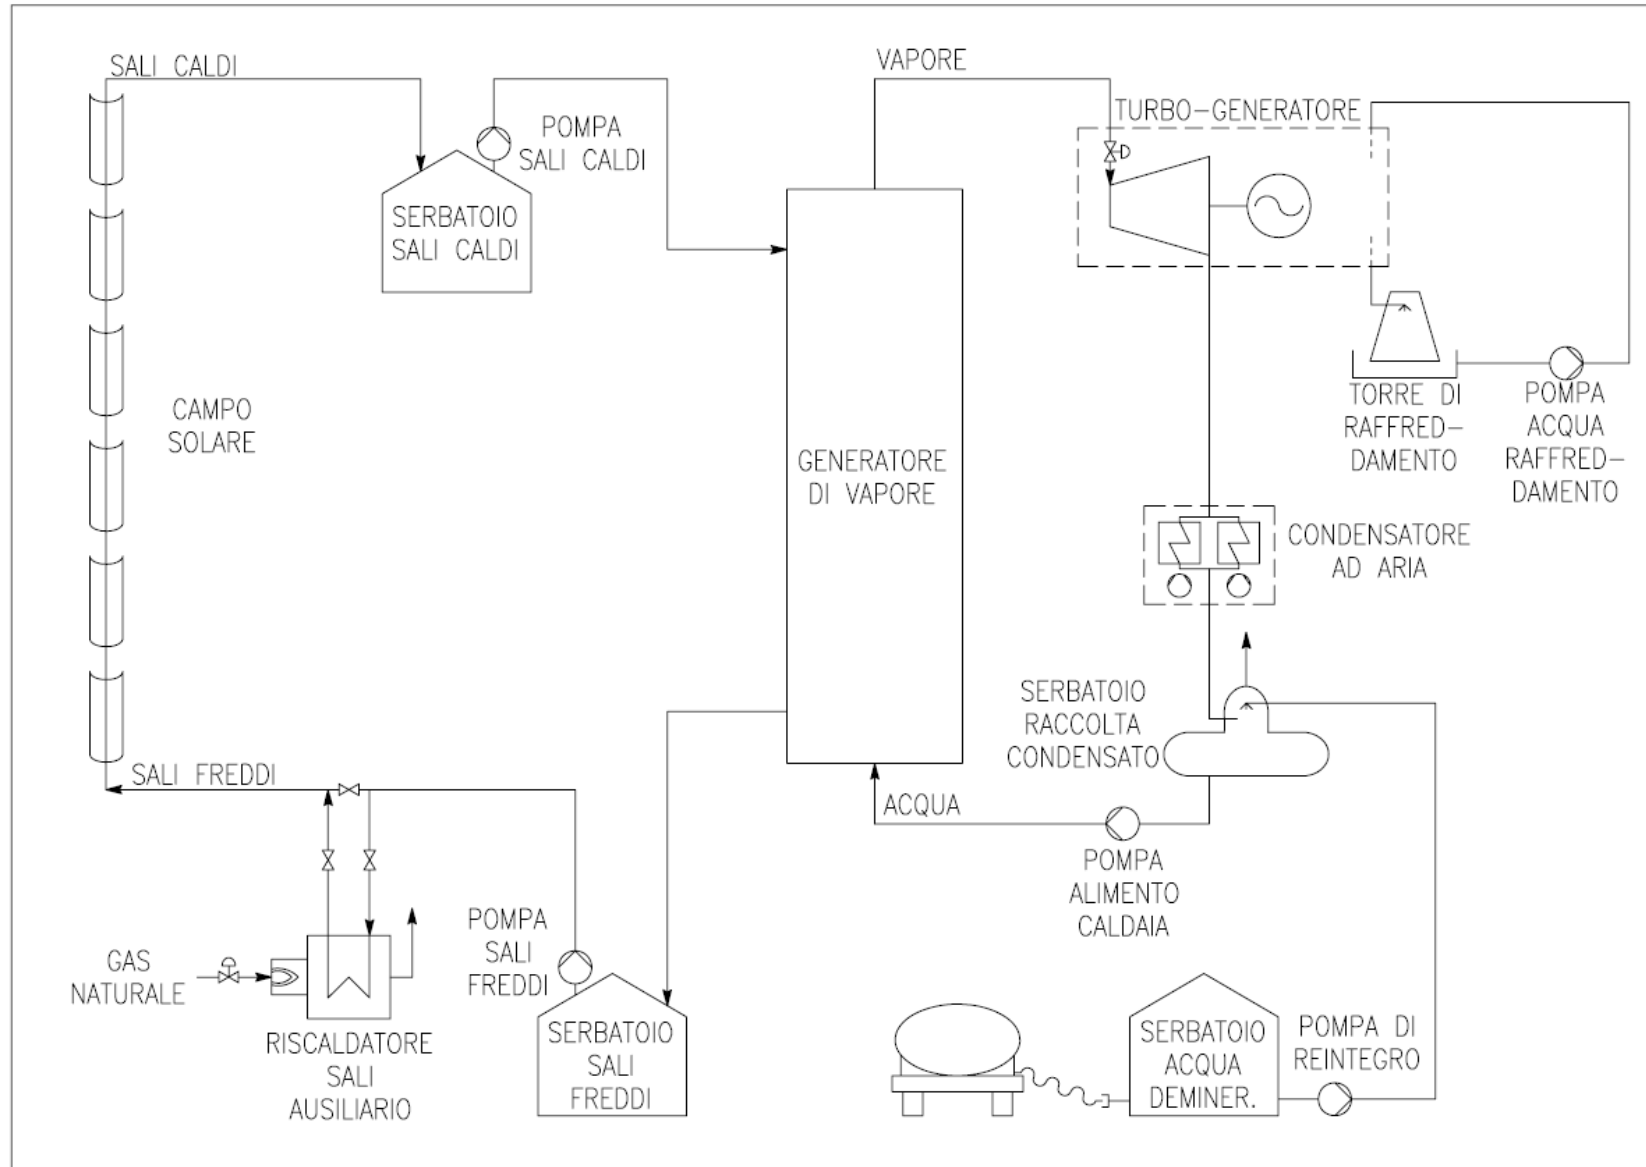 SALI CALDI
POMPA
SALI CALDI
SERBATOIO
SALI CALDI
VAPORE
TURBO-GENERATORE
CAMPO
SOLARE
GENERATORE
DI VAPORE
TORRE DI
RAFFRED-
DAMENTO
POMPA
ACQUA
RAFFRED-
DAMENTO
CONDENSATORE
AD ARIA
SERBATOIO
RACCOLTA
CONDENSATO
SALI FREDDI
ACQUA
POMPA
ALIMENTO
CALDAIA
POMPA
SALI
FREDDI
GAS
NATURALE
RISCALDATORE
SALI
AUSILIARIO
SERBATOIO
SALI
FREDDI
SERBATOIO
ACQUA
DEMINER.
POMPA DI
REINTEGRO